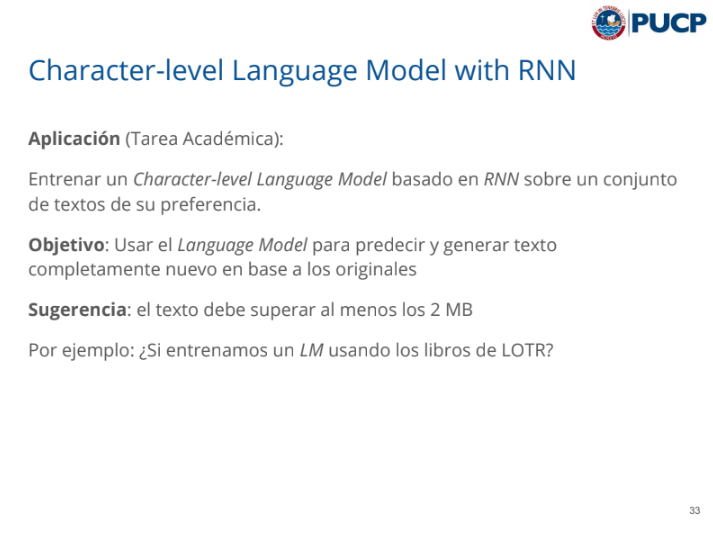 PUCP
Character-level Language Model with RNN
Aplicación (Tarea Académica):
Entrenar un Character-level Language Model basado en RNN sobre un conjunto
de textos de su preferencia.
Objetivo: Usar el Language Model para predecir y generar texto
completamente nuevo en base a los originales
Sugerencia: el texto debe superar al menos los 2 MB
Por ejemplo: ¿Si entrenamos un LM usando los libros de LOTR?
33